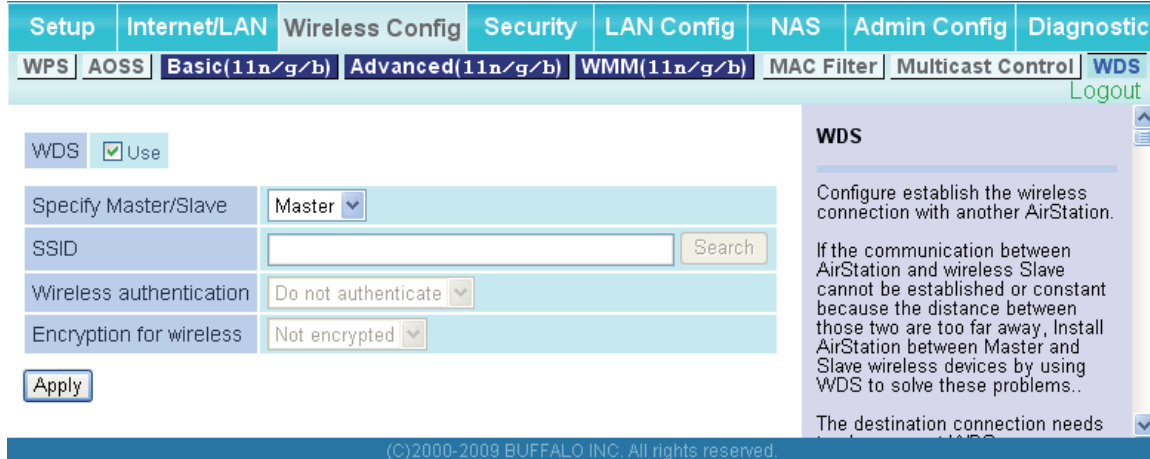 Setup Internet/LAN Wireless Config Security LAN Config NAS Admin Config Diagnostic
WPS AOSS Basic(11n/g/b) Advanced(11n/g/b) WMM(11n/g/b) MAC Filter Multicast Control WDS
Logout
WDS Use
Specify Master/Slave Master
SSID Search
Wireless authentication Do not authenticate
Encryption for wireless Not encrypted
Apply
WDS
Configure establish the wireless
connection with another AirStation.
If the communication between
AirStation and wireless Slave
cannot be established or constant
because the distance between
those two are too far away, Install
AirStation between Master and
Slave wireless devices by using
WDS to solve these problems..
The destination connection needs
(C)2000-2009 BUFFALO INC. All rights reserved.